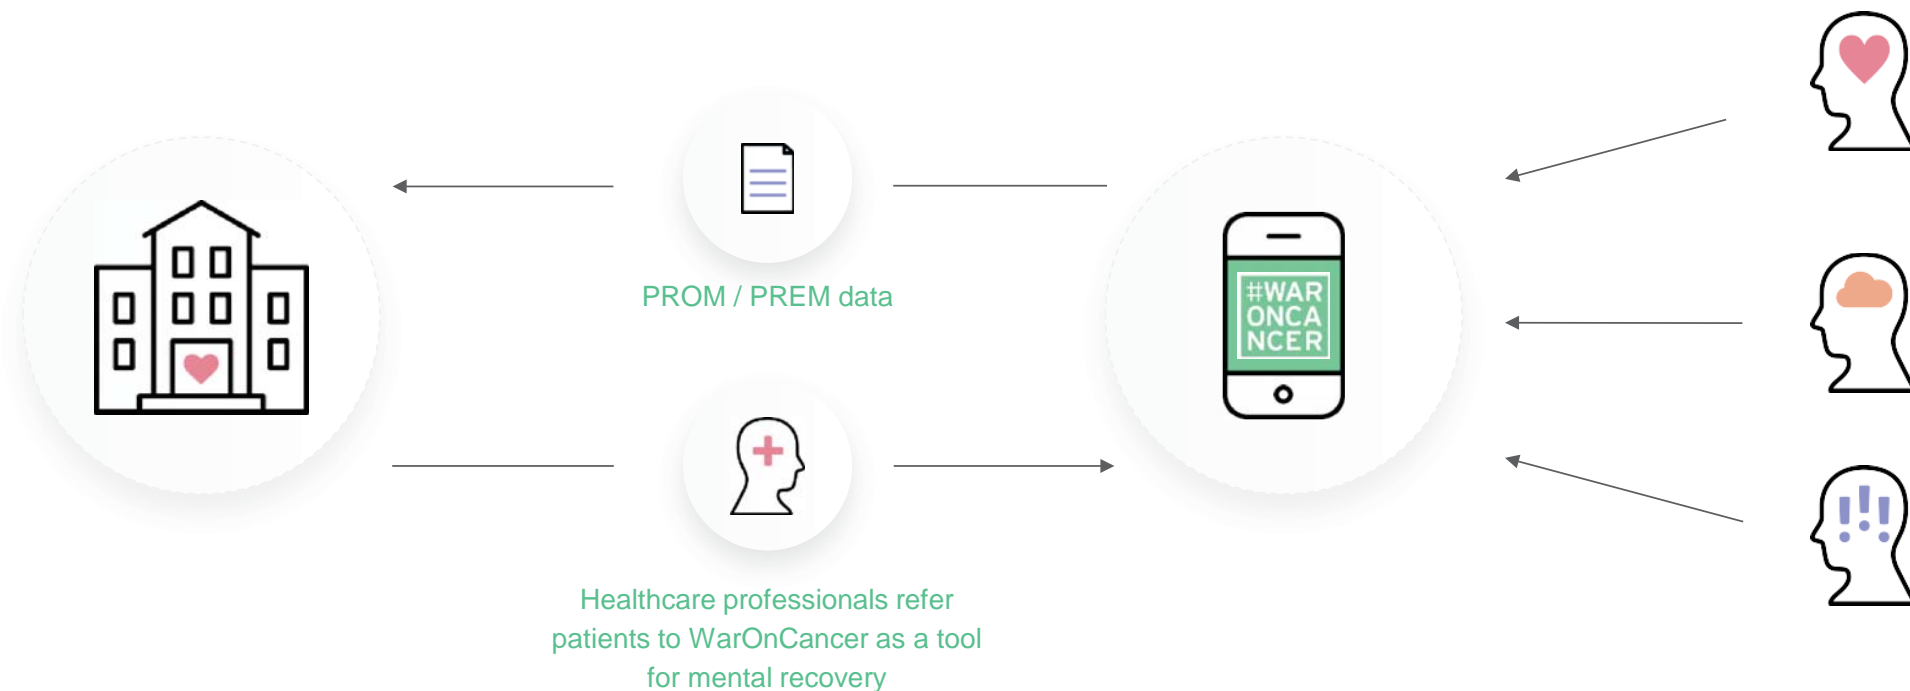 PROM / PREM data
#WAR
ONCA
NCER
Healthcare professionals refer
patients to WarOnCancer as a tool
for mental recovery